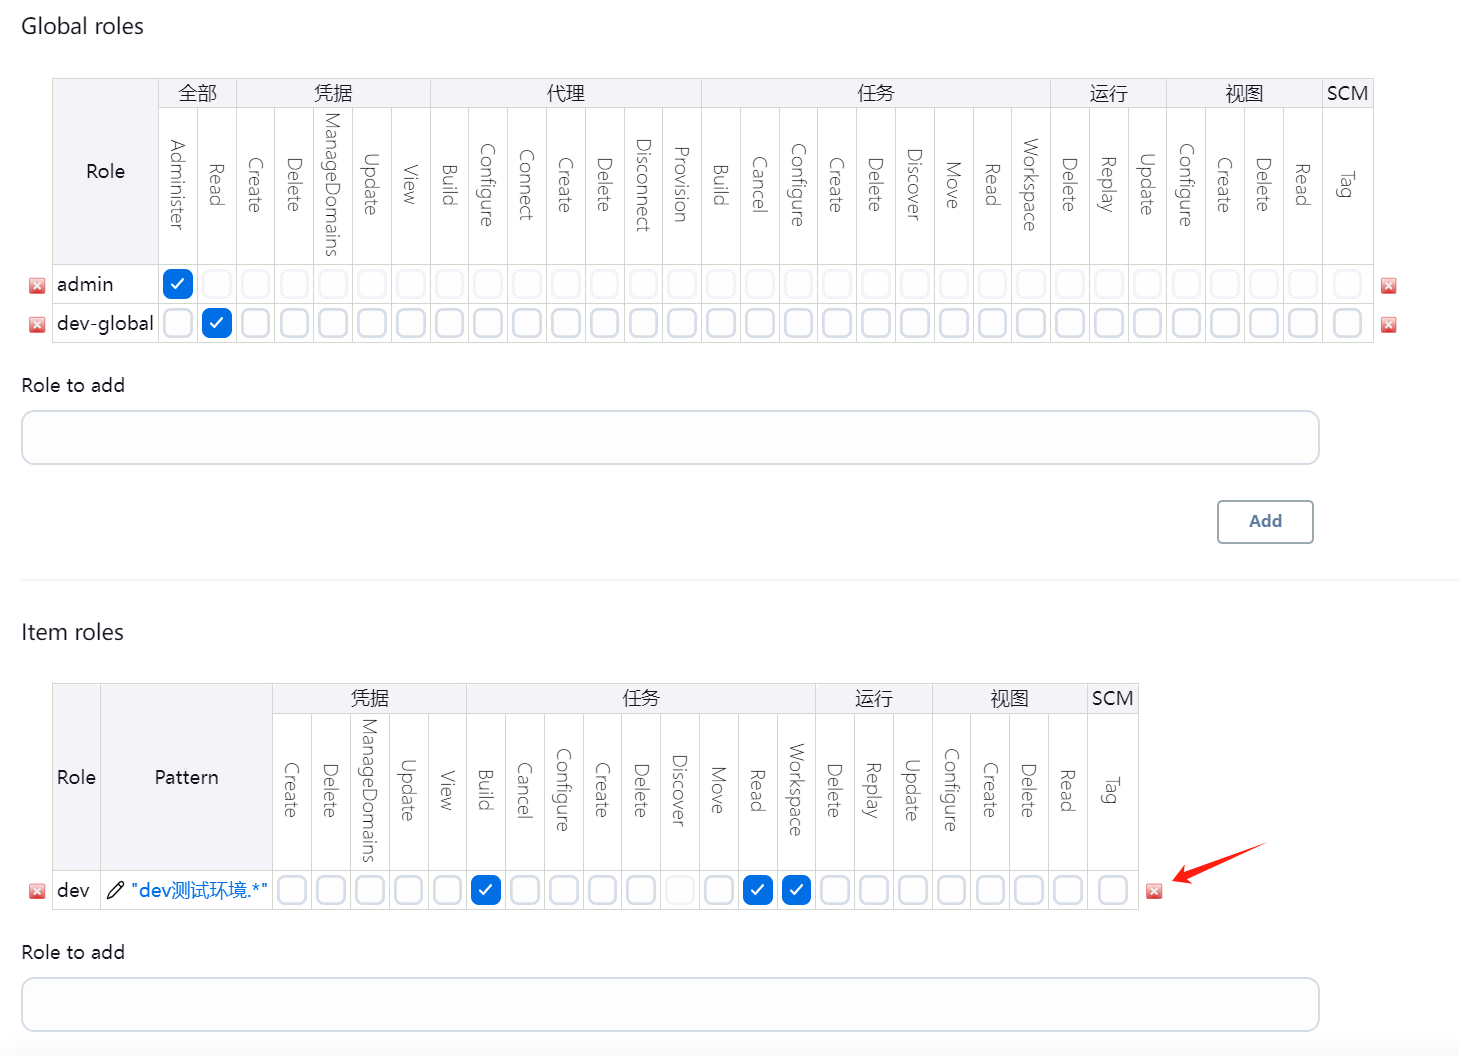 Global roles
Role
全部
凭据
代理
任务
运行
视图
SCM
Administer
Read
Create
Delete
ManageDomains
Update
View
Build
Configure
Connect
Create
Delete
Disconnect
Provision
Build
Cancel
Configure
Create
Delete
Discover
Move
Read
Workspace
Delete
Replay
Update
Configure
Create
Delete
Read
Tag
admin
dev-global
Role to add
Add
Item roles
Role
Pattern
凭据
任务
运行
视图
SCM
Create
Delete
ManageDomains
Update
View
Build
Cancel
Configure
Create
Delete
Discover
Move
Read
Workspace
Delete
Replay
Update
Configure
Create
Delete
Read
Tag
dev "dev测试环境.*"
Role to add